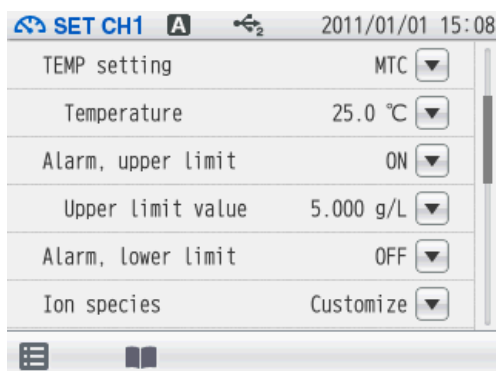 SET CH1 A 2 2011/01/01 15:08
TEMP setting MTC
Temperature 25.0 ℃
Alarm, upper limit ON
Upper limit value 5.000 g/L
Alarm, lower limit OFF
Ion species Customize